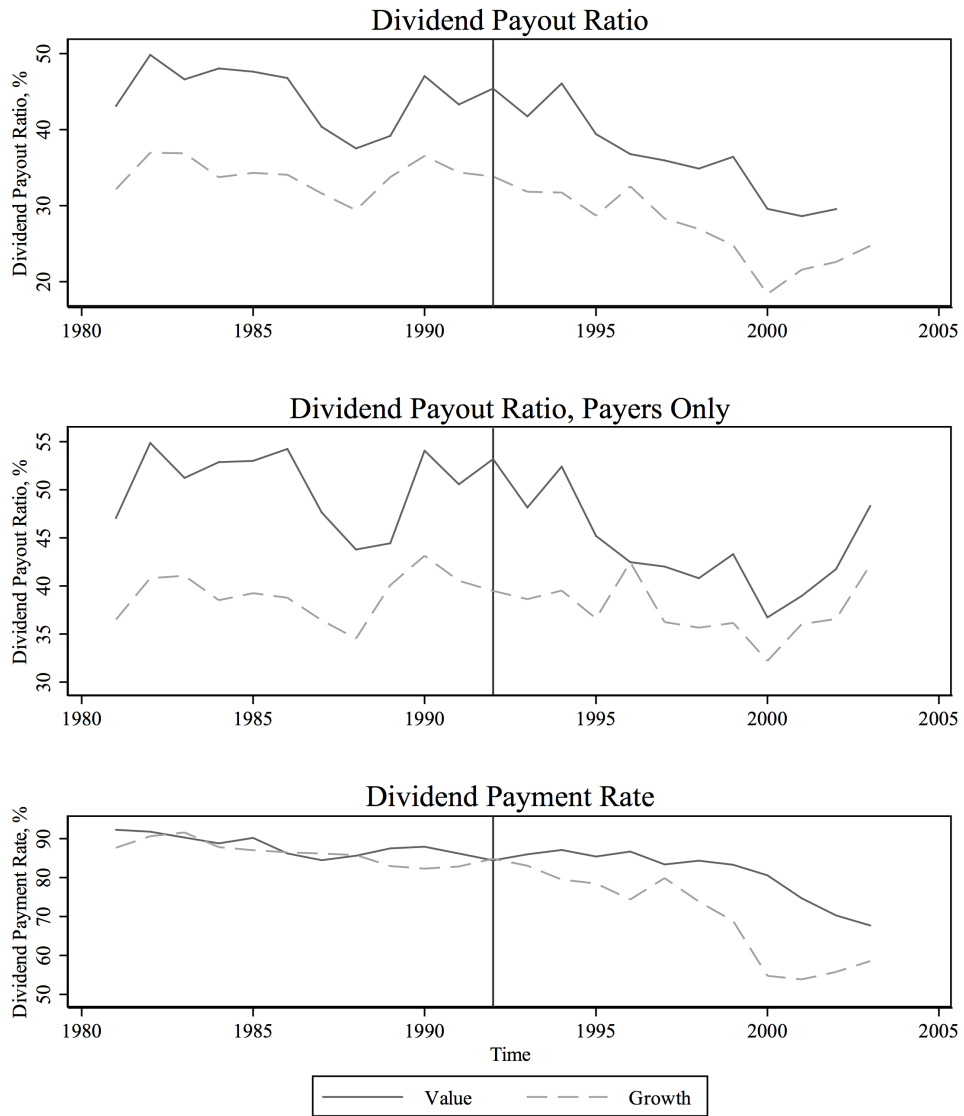 Dividend Payout Ratio
Dividend Payout Ratio, %
50
40
30
20
1980 1985 1990 1995 2000 2005
Dividend Payout Ratio, Payers Only
Dividend Payout Ratio, %
55
50
45
40
35
30
1980 1985 1990 1995 2000 2005
Dividend Payment Rate
Dividend Payment Rate, %
90
80
70
60
50
1980 1985 1990 1995 2000 2005
Time
Value Growth